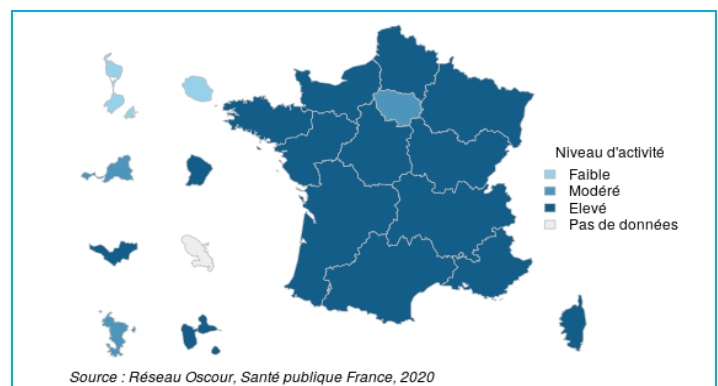 Niveau d'activité
Faible
Modéré
Elevé
Pas de données
Source : Réseau Oscour, Santé publique France, 2020